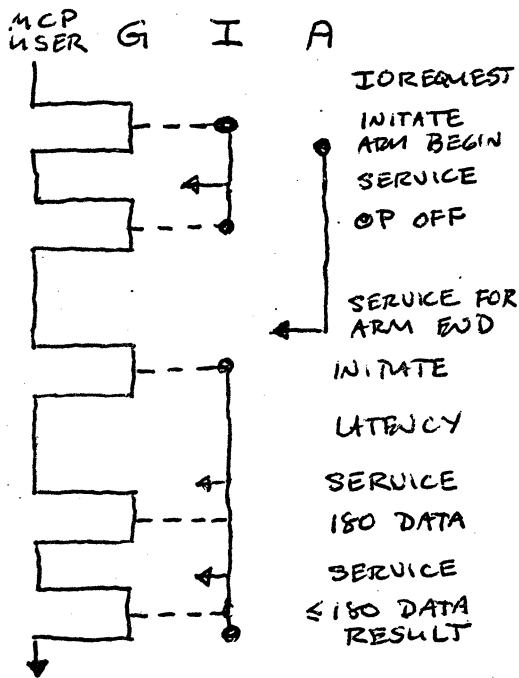 MCP
USER G I A
IOREQUEST
INITATE
ARM BEGIN
SERVICE
OP OFF
SERVICE FOR
ARM END
INITATE
LATENCY
SERVICE
180 DATA
SERVICE
≤180 DATA
RESULT